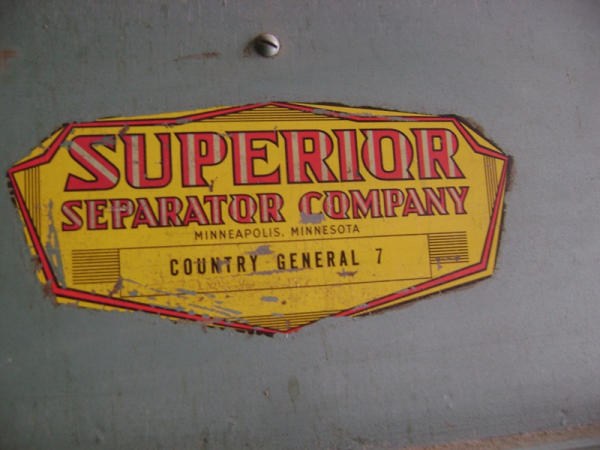 SUPERIOR
SEPARATOR COMPANY
MINNEAPOLIS, MINNESOTA
COUNTRY GENERAL 7